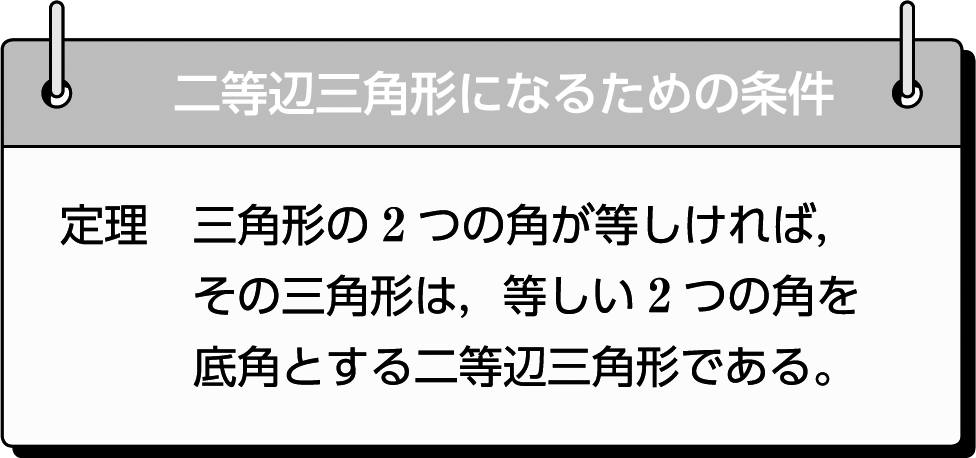 二等辺三角形になるための条件
定理　三角形の2つの角が等しければ，
その三角形は，等しい2つの角を
底角とする二等辺三角形である。